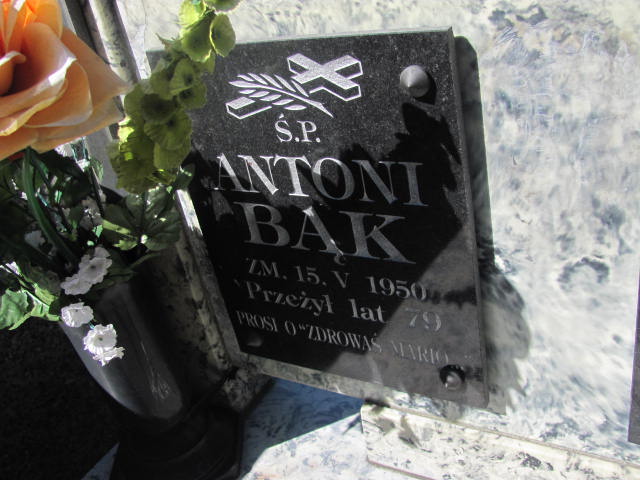 Ś.P.
ANTONI
BĄK
ZM. 15. V 1950
Przeżył lat 79
PROSI O "ZDROWAŚ MARIO"